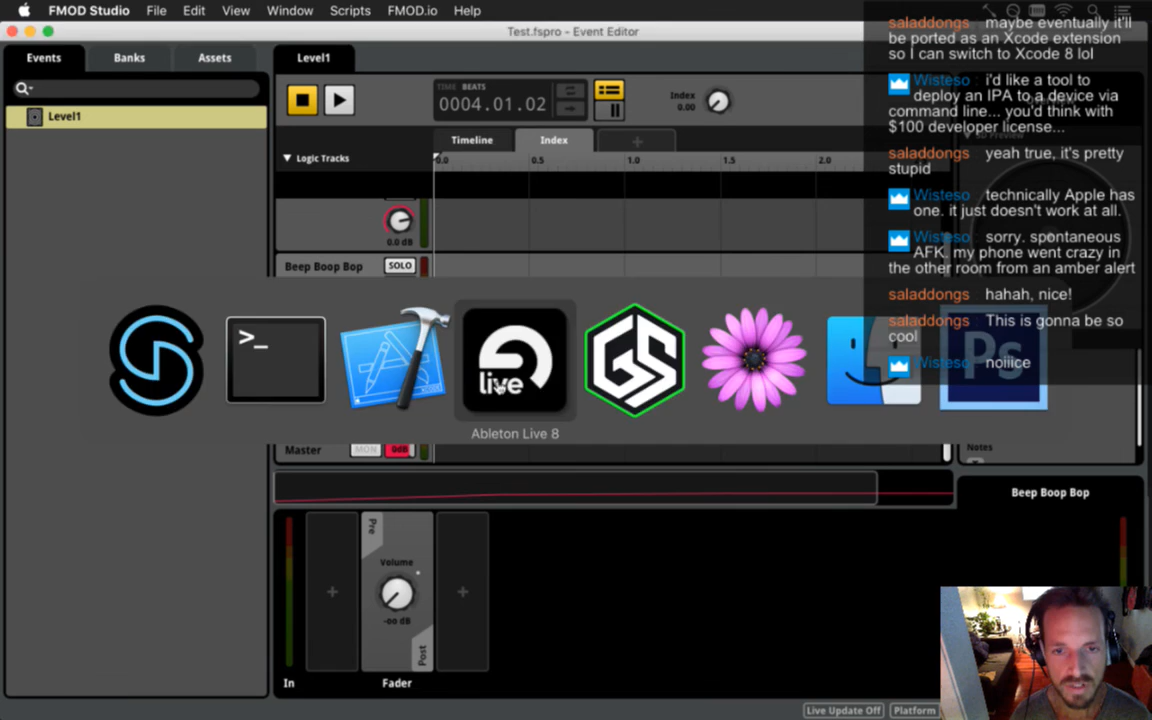 FMOD Studio File Edit View Window Scripts FMOD.io Help
Test.fspro - Event Editor
Events Banks Assets
Level1
Level1
TIME BEATS
0004.01.02
Index
0.00
Timeline Index +
Logic Tracks
0.0 0.5 1.0 1.5 2.0
0.0 dB
Beep Boop Bop SOLO
>_
live
GS
Ps
Ableton Live 8
Master MON 0dB
Notes
Beep Boop Bop
Pre
Volume
-oo dB
Post
In Fader
Live Update Off Platform
saladdongs maybe eventually it'll
be ported as an Xcode extension
so I can switch to Xcode 8 lol
Wisteso : i'd like a tool to
deploy an IPA to a device via
command line... you'd think with
$100 developer license...
saladdongs yeah true, it's pretty
stupid
Wisteso : technically Apple has
one. it just doesn't work at all.
Wisteso : sorry. spontaneous
AFK. my phone went crazy in
the other room from an amber alert
saladdongs hahah, nice!
saladdongs This is gonna be so
cool
Wisteso : noiiice